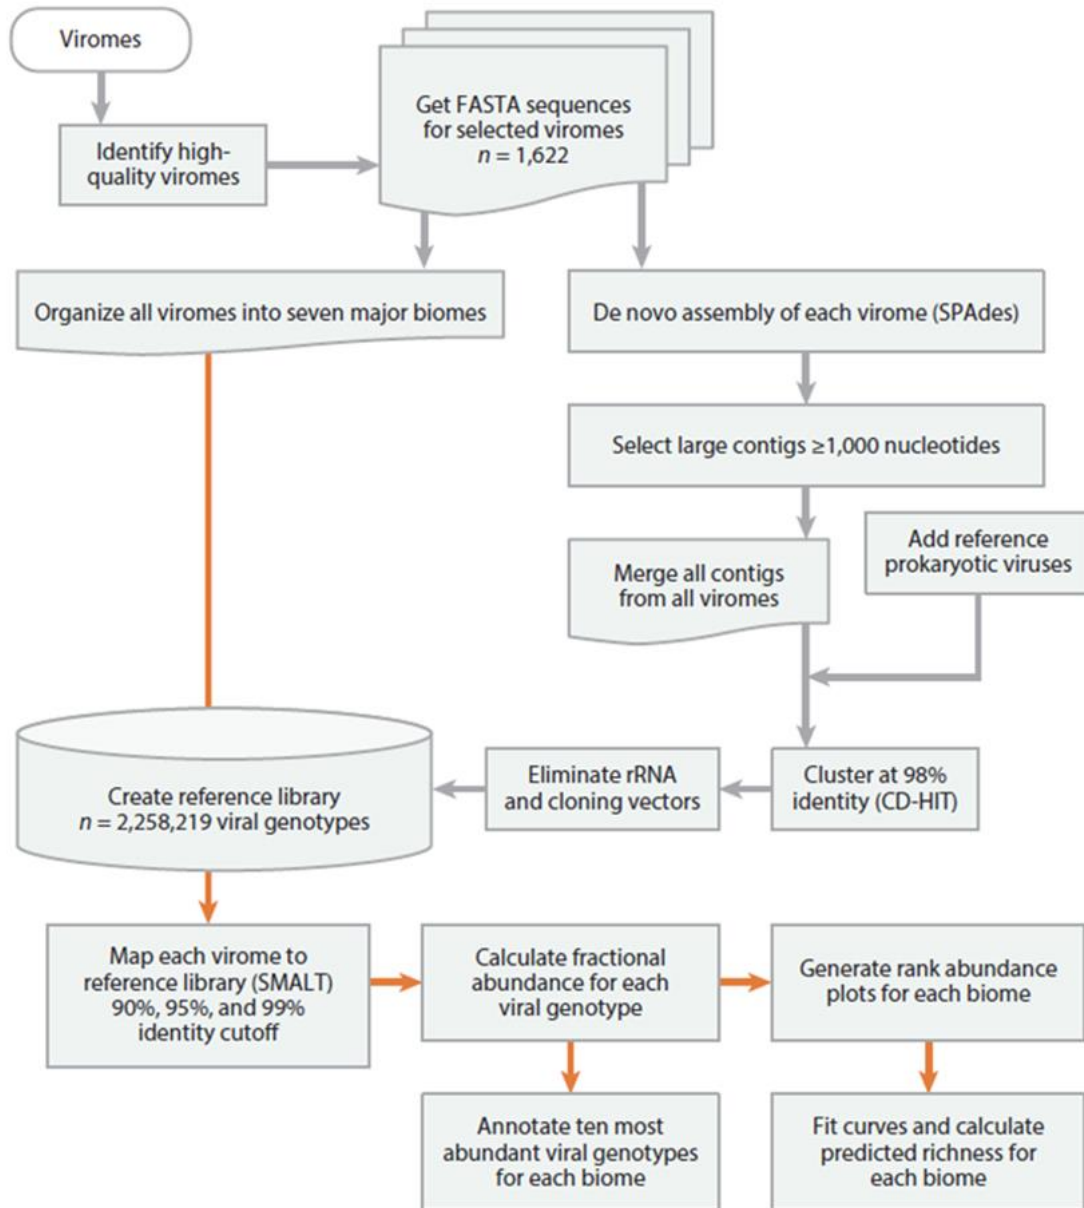 Viromes
Identify high-
quality viromes
Get FASTA sequences
for selected viromes
n = 1,622
Organize all viromes into seven major biomes
De novo assembly of each virome (SPAdes)
Select large contigs ≥1,000 nucleotides
Merge all contigs
from all viromes
Add reference
prokaryotic viruses
Cluster at 98%
identity (CD-HIT)
Eliminate rRNA
and cloning vectors
Create reference library
n = 2,258,219 viral genotypes
Map each virome to
reference library (SMALT)
90%, 95%, and 99%
identity cutoff
Calculate fractional
abundance for each
viral genotype
Generate rank abundance
plots for each biome
Annotate ten most
abundant viral genotypes
for each biome
Fit curves and calculate
predicted richness for
each biome